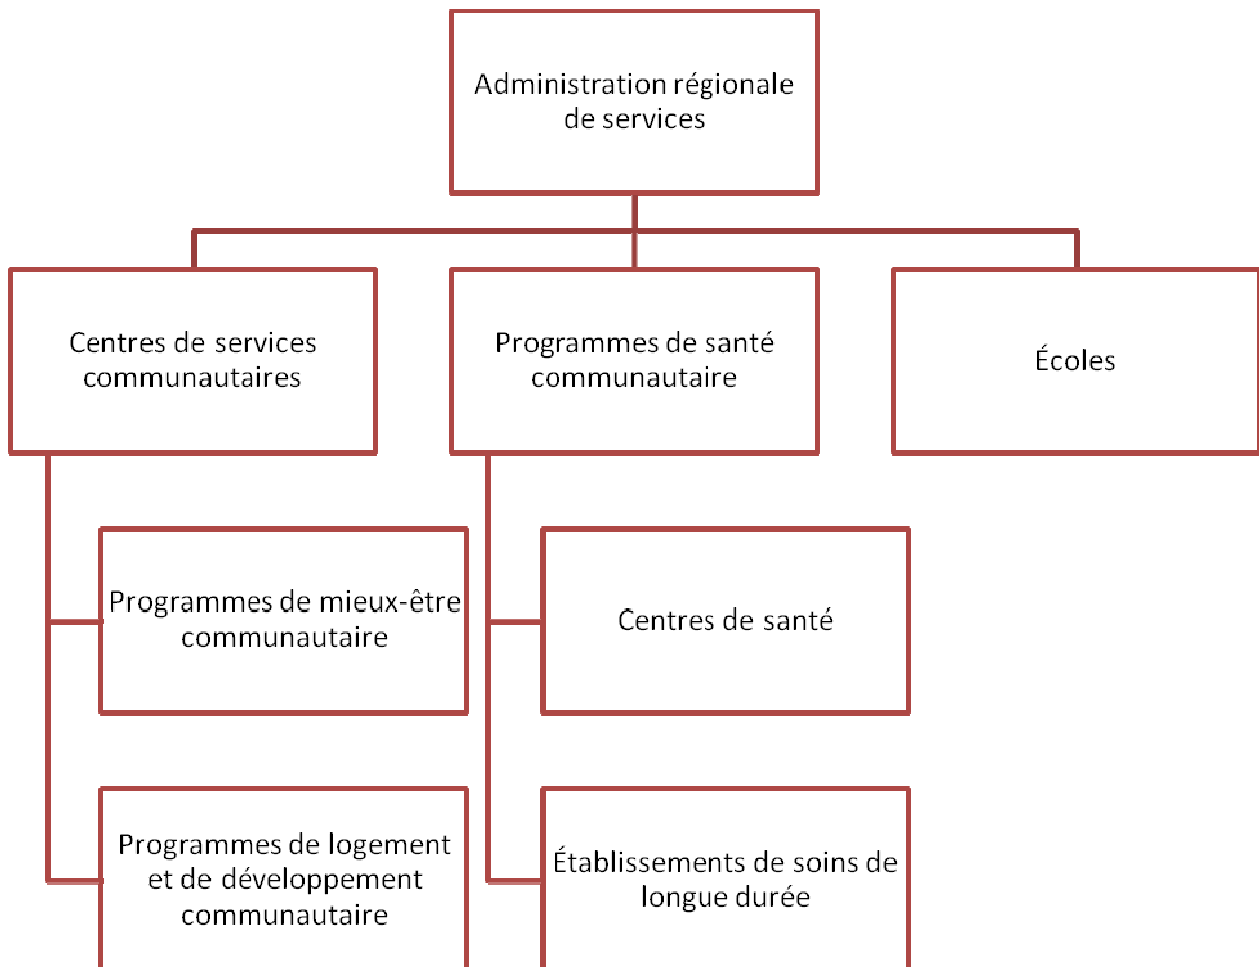 Administration régionale
de services
Centres de services
communautaires
Programmes de santé
communautaire
Écoles
Programmes de mieux-être
communautaire
Centres de santé
Programmes de logement
et de développement
communautaire
Établissements de soins de
longue durée